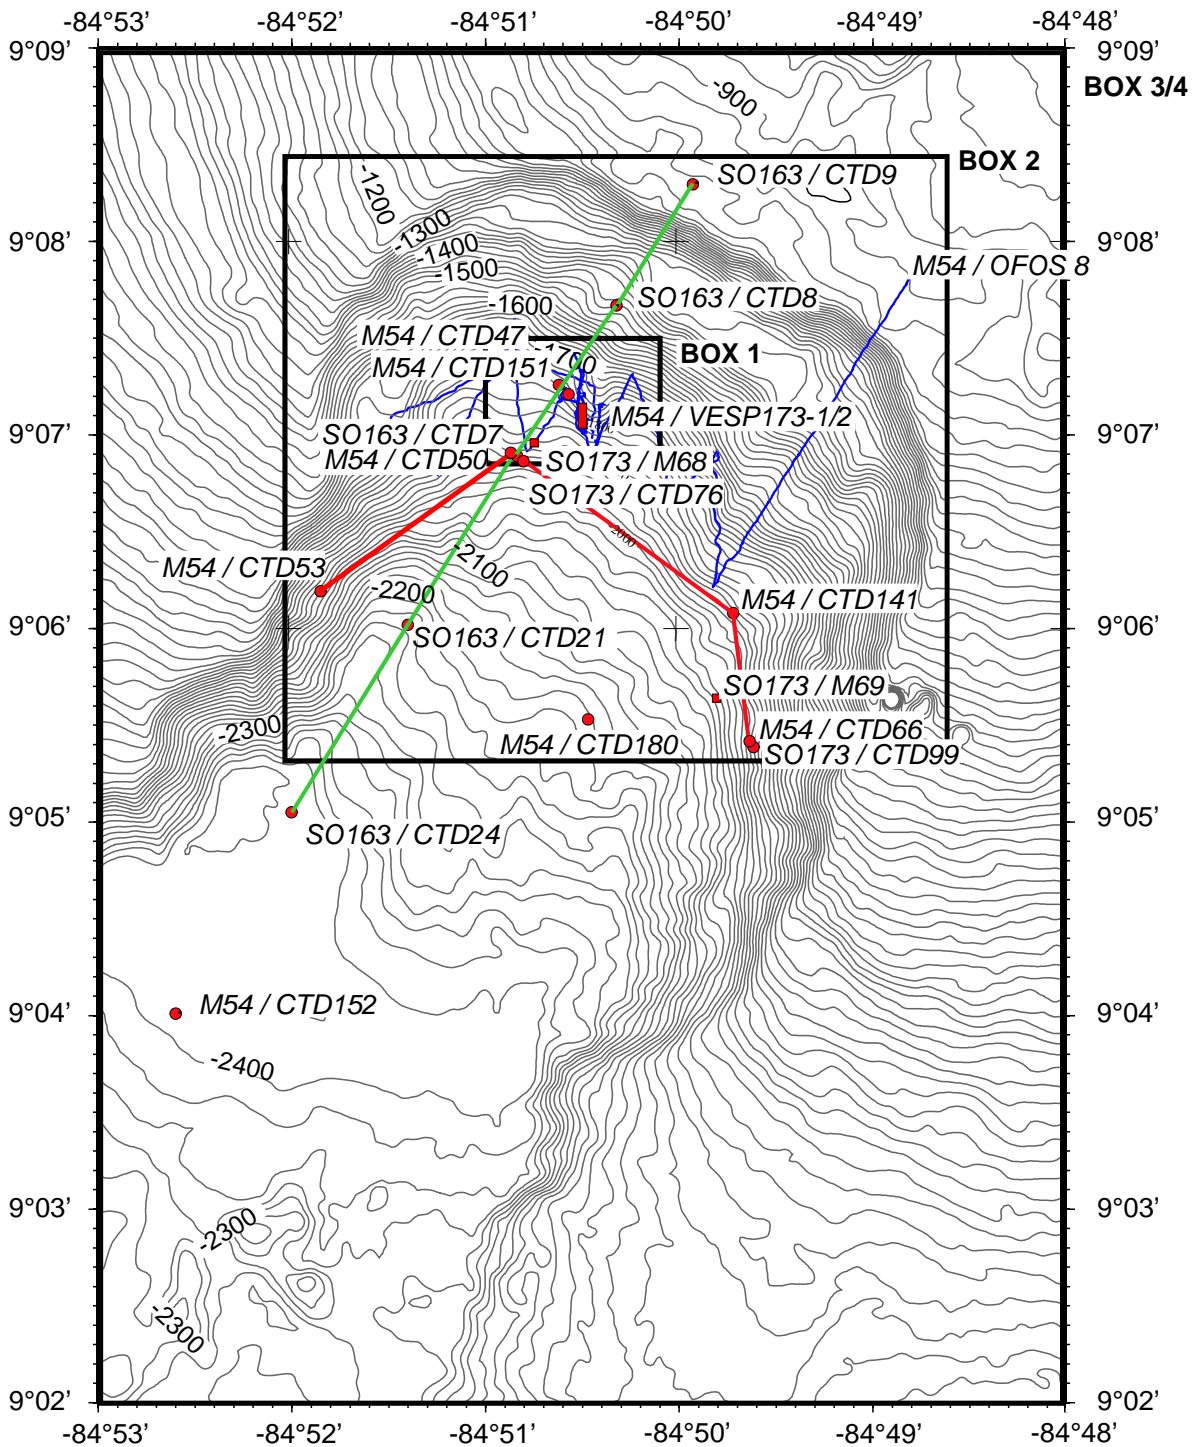 -84°53’ -84°52’ -84°51’ -84°50’ -84°49’ -84°48’
9°09’ 9°09’
BOX 3/4
-900
BOX 2
SO163 / CTD9
-1200
-1300
9°08’ 9°08’
-1400
-1500
M54 / OFOS 8
-1600
SO163 / CTD8
M54 / CTD47
-1700
BOX 1
M54 / CTD151
M54 / VESP173-1/2
SO163 / CTD7
9°07’ 9°07’
M54 / CTD50
SO173 / M68
SO173 / CTD76
-2000
-2100
M54 / CTD53
-2200
M54 / CTD141
9°06’ 9°06’
SO163 / CTD21
SO173 / M69
-2300
M54 / CTD66
M54 / CTD180
SO173 / CTD99
9°05’ 9°05’
SO163 / CTD24
M54 / CTD152
9°04’ 9°04’
-2400
9°03’ 9°03’
-2300
-2300
9°02’ 9°02’
-84°53’ -84°52’ -84°51’ -84°50’ -84°49’ -84°48’